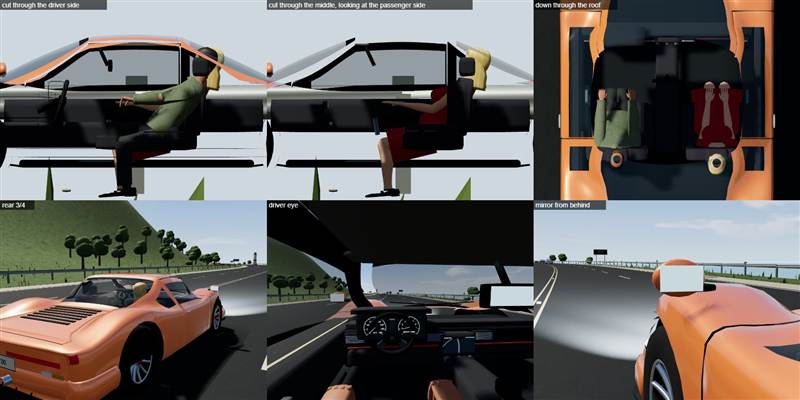 cut through the driver side
cut through the middle, looking at the passenger side
down through the roof
rear 3/4
driver eye
mirror from behind
71